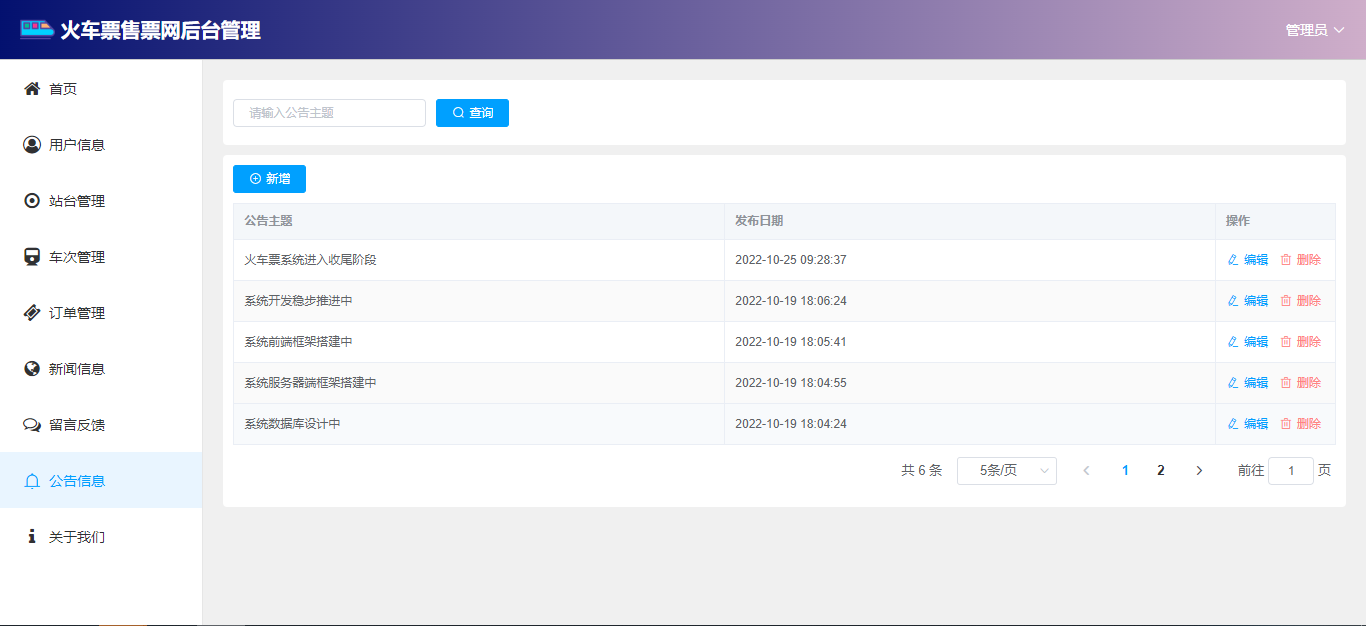 火车票售票网后台管理
管理员
首页
用户信息
站台管理
车次管理
订单管理
新闻信息
留言反馈
公告信息
关于我们
请输入公告主题 查询
新增
公告主题 发布日期 操作
火车票系统进入收尾阶段 2022-10-25 09:28:37 编辑 删除
系统开发稳步推进中 2022-10-19 18:06:24 编辑 删除
系统前端框架搭建中 2022-10-19 18:05:41 编辑 删除
系统服务器端框架搭建中 2022-10-19 18:04:55 编辑 删除
系统数据库设计中 2022-10-19 18:04:24 编辑 删除
共 6 条 5条/页 1 2 前往 1 页